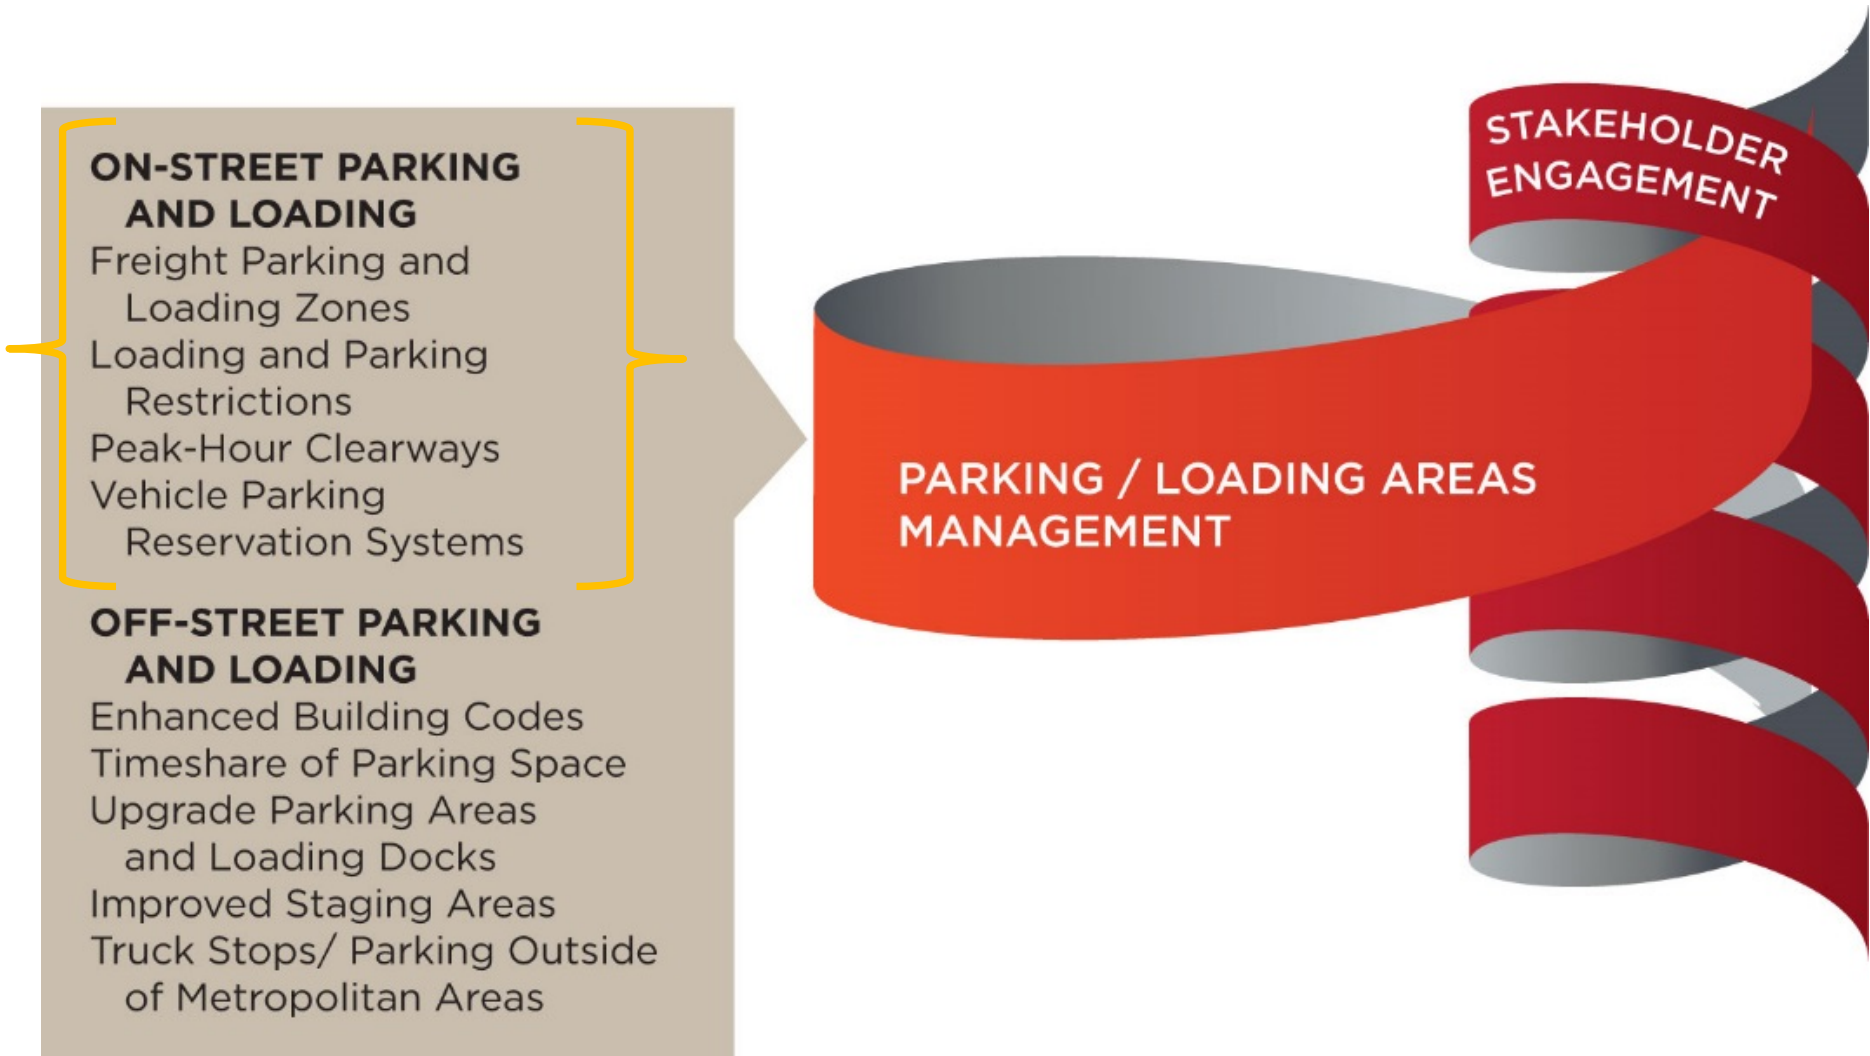 ON-STREET PARKING
AND LOADING
Freight Parking and
Loading Zones
Loading and Parking
Restrictions
Peak-Hour Clearways
Vehicle Parking
Reservation Systems
OFF-STREET PARKING
AND LOADING
Enhanced Building Codes
Timeshare of Parking Space
Upgrade Parking Areas
and Loading Docks
Improved Staging Areas
Truck Stops/ Parking Outside
of Metropolitan Areas
PARKING / LOADING AREAS
MANAGEMENT
STAKEHOLDER
ENGAGEMENT